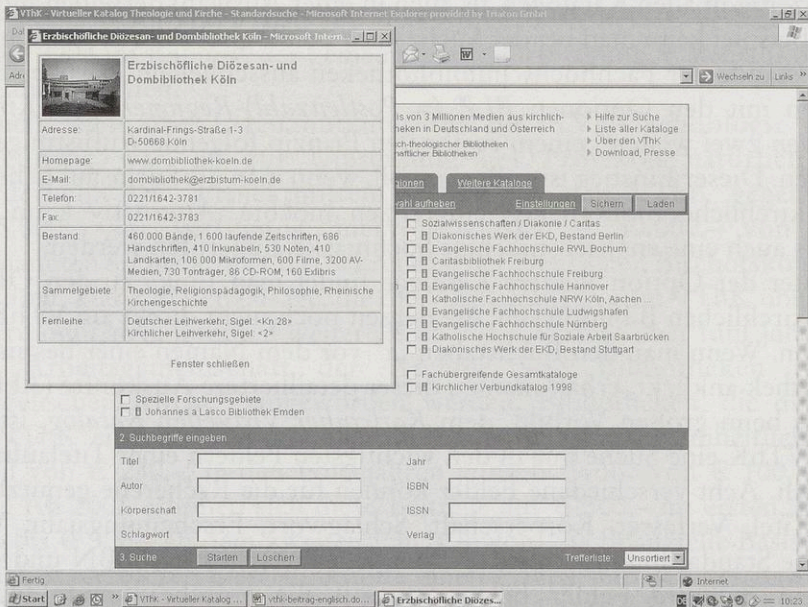 VThK - Virtueller Katalog Theologie und Kirche - Standardsuche - Microsoft Internet Explorer provided by Triaton GmbH
Erzbischöfliche Diözesan- und Dombibliothek Köln - Microsoft Intern...
Wechseln zu
Links
Erzbischöfliche Diözesan- und
Dombibliothek Köln
Adresse:
Kardinal-Frings-Straße 1-3
D-50668 Köln
Homepage:
www.dombibliothek-koeln.de
E-Mail:
dombibliothek@erzbistum-koeln.de
Telefon:
0221/1642-3781
Fax:
0221/1642-3783
Bestand:
460.000 Bände, 1.600 laufende Zeitschriften, 686
Handschriften, 410 Inkunabeln, 530 Noten, 410
Landkarten, 106.000 Mikroformen, 600 Filme, 3200 AV-
Medien, 730 Tonträger, 86 CD-ROM, 160 Exlibris
Sammelgebiete:
Theologie, Religionspädagogik, Philosophie, Rheinische
Kirchengeschichte
Fernleihe:
Deutscher Leihverkehr, Sigel: <Kn 28>
Kirchlicher Leihverkehr, Sigel: <2>
Fenster schließen
is von 3 Millionen Medien aus kirchlich-
heken in Deutschland und Österreich
ch-theologischer Bibliotheken
haftlicher Bibliotheken
Hilfe zur Suche
Liste aller Kataloge
Über den VThK
Download, Presse
gionen
Weitere Kataloge
wahl aufheben
Einstellungen
Sichern
Laden
Sozialwissenschaften / Diakonie / Caritas
Diakonisches Werk der EKD, Bestand Berlin
Evangelische Fachhochschule RWL Bochum
Caritasbibliothek Freiburg
Evangelische Fachhochschule Freiburg
Evangelische Fachhochschule Hannover
Katholische Fachhochschule NRW Köln, Aachen ...
Evangelische Fachhochschule Ludwigshafen
Evangelische Fachhochschule Nürnberg
Katholische Hochschule für Soziale Arbeit Saarbrücken
Diakonisches Werk der EKD, Bestand Stuttgart
Fachübergreifende Gesamtkataloge
Kirchlicher Verbundkatalog 1998
Spezielle Forschungsgebiete
Johannes a Lasco Bibliothek Emden
2. Suchbegriffe eingeben
Titel
Jahr
Autor
ISBN
Körperschaft
ISSN
Schlagwort
Verlag
3. Suche
Starten
Löschen
Trefferliste:
Unsortiert
Fertig
Internet
Start
VThK - Virtueller Katalog ...
vthk-beitrag-englisch.do...
Erzbischöfliche Diözes...
10:23